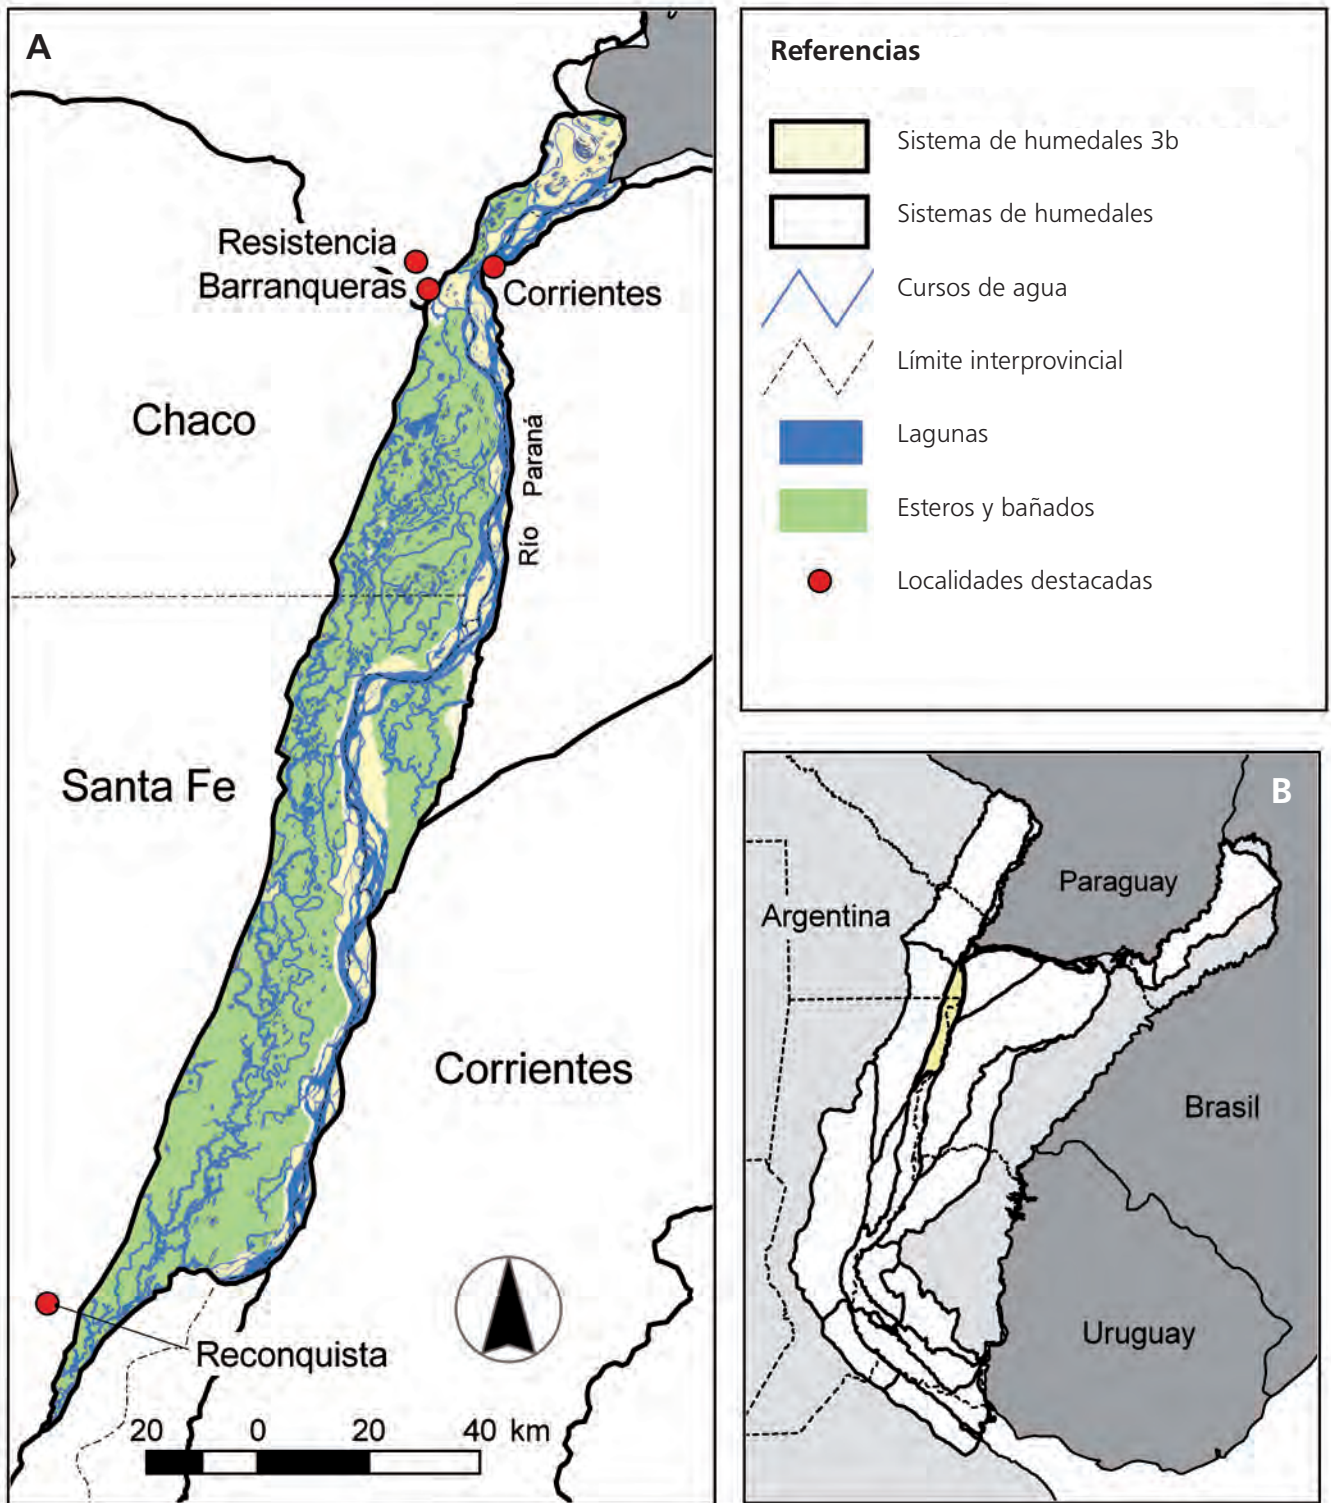 A
Resistencia
Barranqueras
Corrientes
Chaco
Río Paraná
Santa Fe
Corrientes
Reconquista
20 0 20 40 km
Referencias
Sistema de humedales 3b
Sistemas de humedales
Cursos de agua
Límite interprovincial
Lagunas
Esteros y bañados
Localidades destacadas
B
Paraguay
Argentina
Brasil
Uruguay